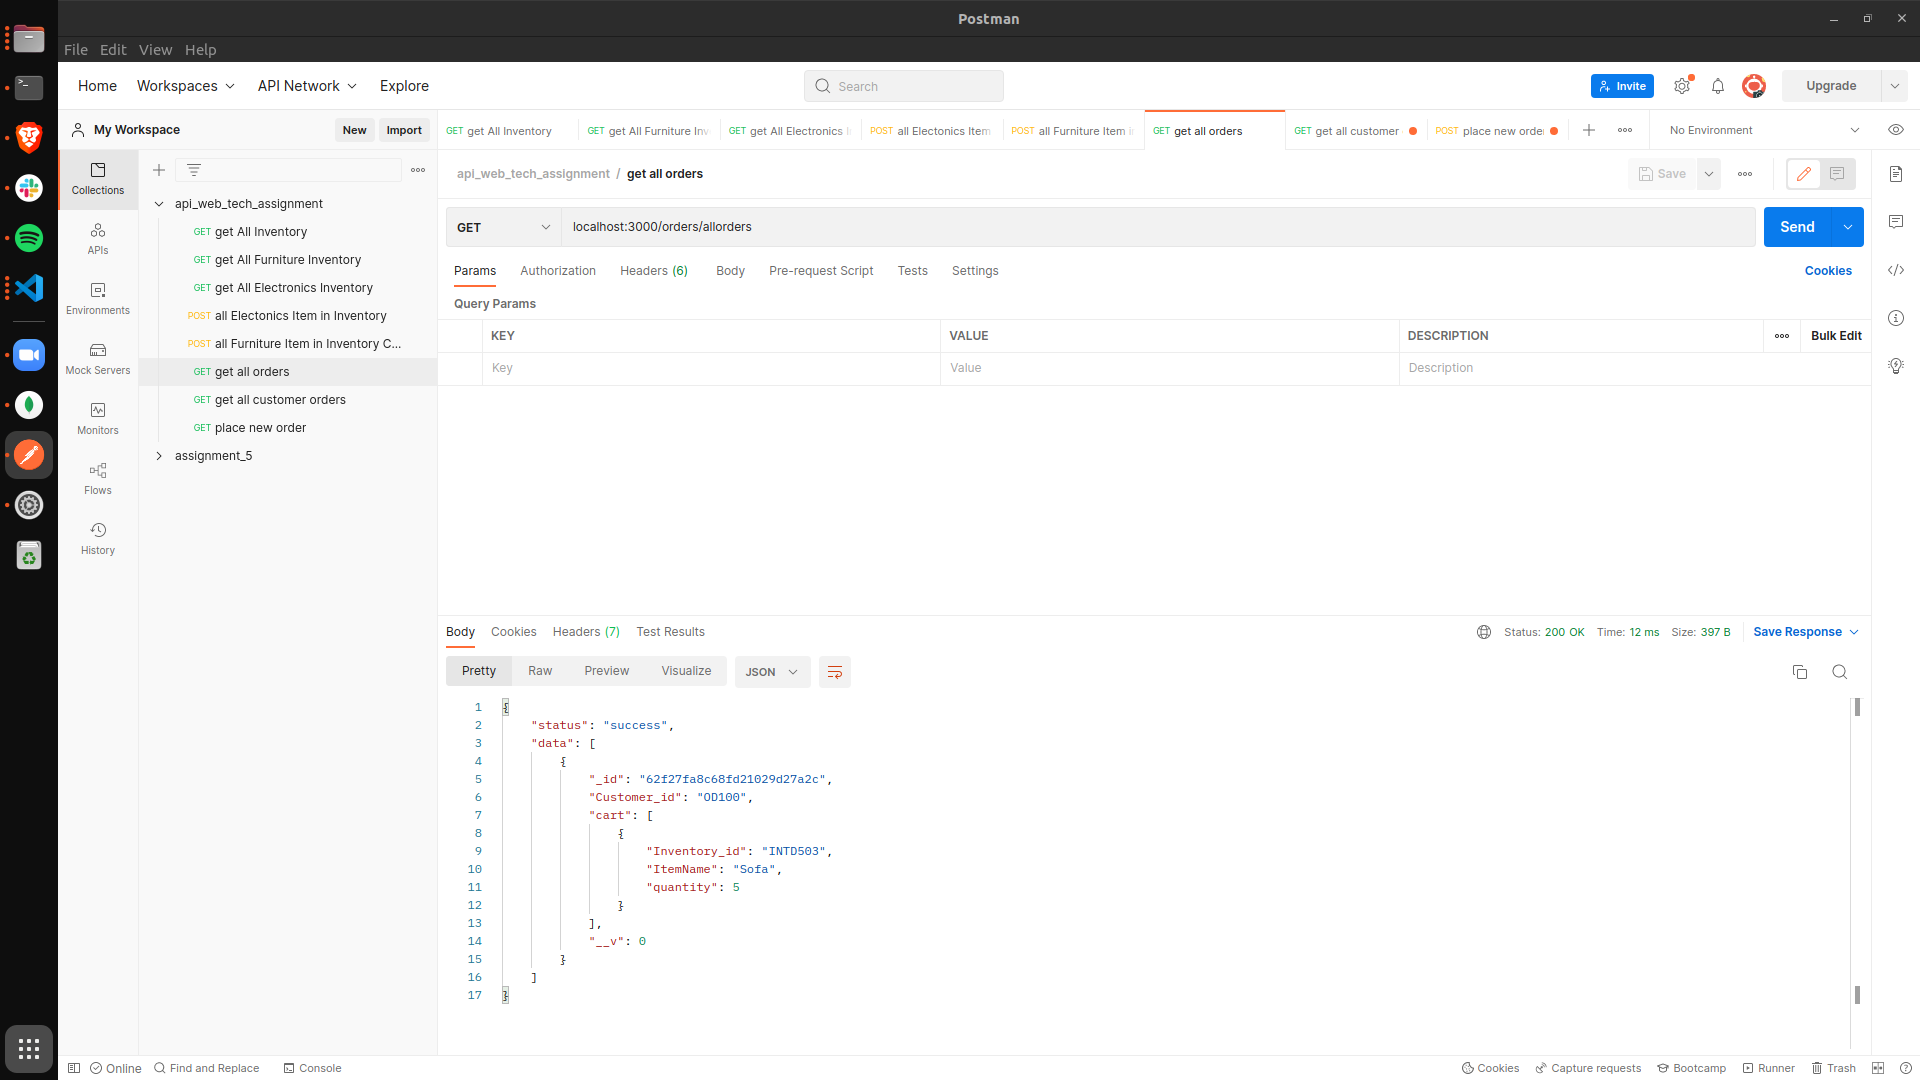 Postman
File Edit View Help
Home Workspaces API Network Explore
Search
Invite
Upgrade
My Workspace New Import
GET get All Inventory GET get All Furniture Inv GET get All Electronics I POST all Electonics Item POST all Furniture Item i GET get all orders GET get all customer POST place new order
No Environment
Collections
APIs
Environments
Mock Servers
Monitors
Flows
History
api_web_tech_assignment
GET get All Inventory
GET get All Furniture Inventory
GET get All Electronics Inventory
POST all Electonics Item in Inventory
POST all Furniture Item in Inventory C...
GET get all orders
GET get all customer orders
GET place new order
assignment_5
api_web_tech_assignment / get all orders
Save
GET localhost:3000/orders/allorders Send
Params Authorization Headers (6) Body Pre-request Script Tests Settings Cookies
Query Params
KEY VALUE DESCRIPTION Bulk Edit
Key Value Description
Body Cookies Headers (7) Test Results Status: 200 OK Time: 12 ms Size: 397 B Save Response
Pretty Raw Preview Visualize JSON
1 {
2 "status": "success",
3 "data": [
4 {
5 "_id": "62f27fa8c68fd21029d27a2c",
6 "Customer_id": "OD100",
7 "cart": [
8 {
9 "Inventory_id": "INTD503",
10 "ItemName": "Sofa",
11 "quantity": 5
12 }
13 ],
14 "__v": 0
15 }
16 ]
17 }
Online Find and Replace Console Cookies Capture requests Bootcamp Runner Trash